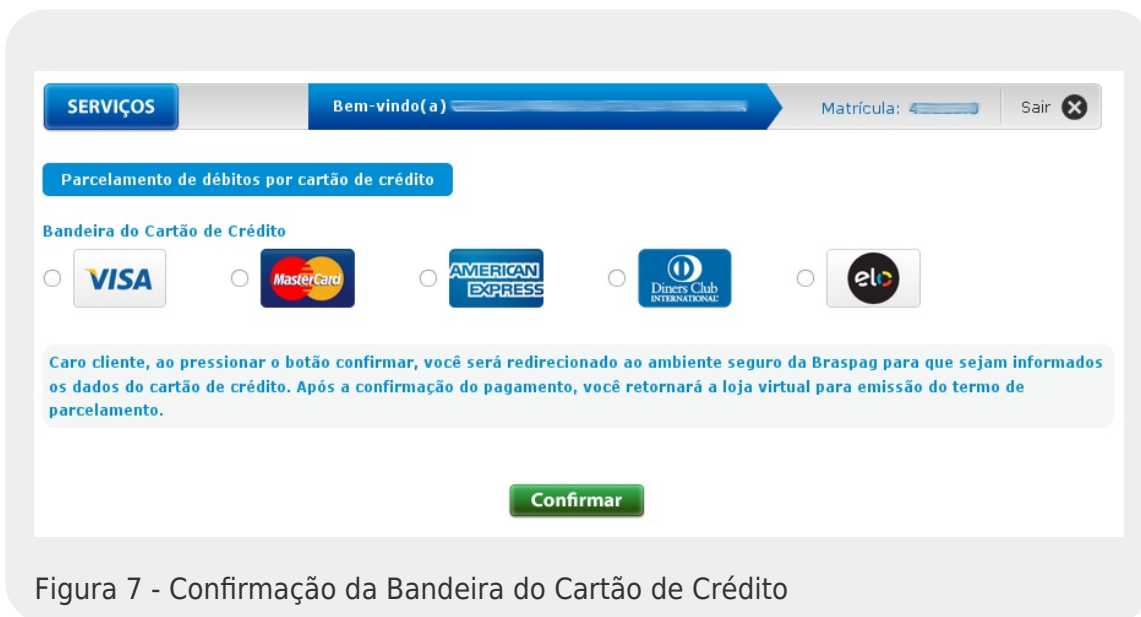 SERVIÇOS
Bem-vindo(a)
Matrícula: 4
Sair
Parcelamento de débitos por cartão de crédito
Bandeira do Cartão de Crédito
VISA
MasterCard
AMERICAN
EXPRESS
Diners Club
INTERNATIONAL
elo
Caro cliente, ao pressionar o botão confirmar, você será redirecionado ao ambiente seguro da Braspag para que sejam informados
os dados do cartão de crédito. Após a confirmação do pagamento, você retornará a loja virtual para emissão do termo de
parcelamento.
Confirmar
Figura 7 - Confirmação da Bandeira do Cartão de Crédito